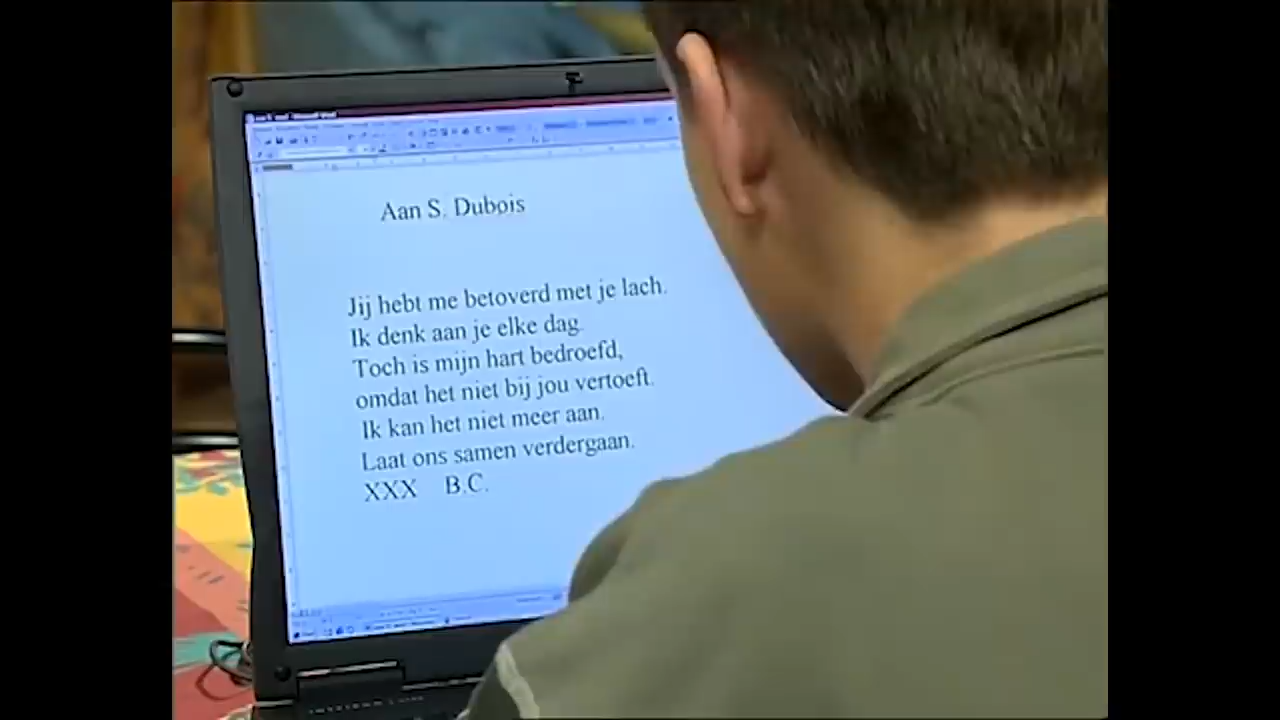 Aan S. Dubois
Jij hebt me betoverd met je lach.
Ik denk aan je elke dag.
Toch is mijn hart bedroefd,
omdat het niet bij jou vertoeft.
Ik kan het niet meer aan.
Laat ons samen verdergaan.
XXX B.C.